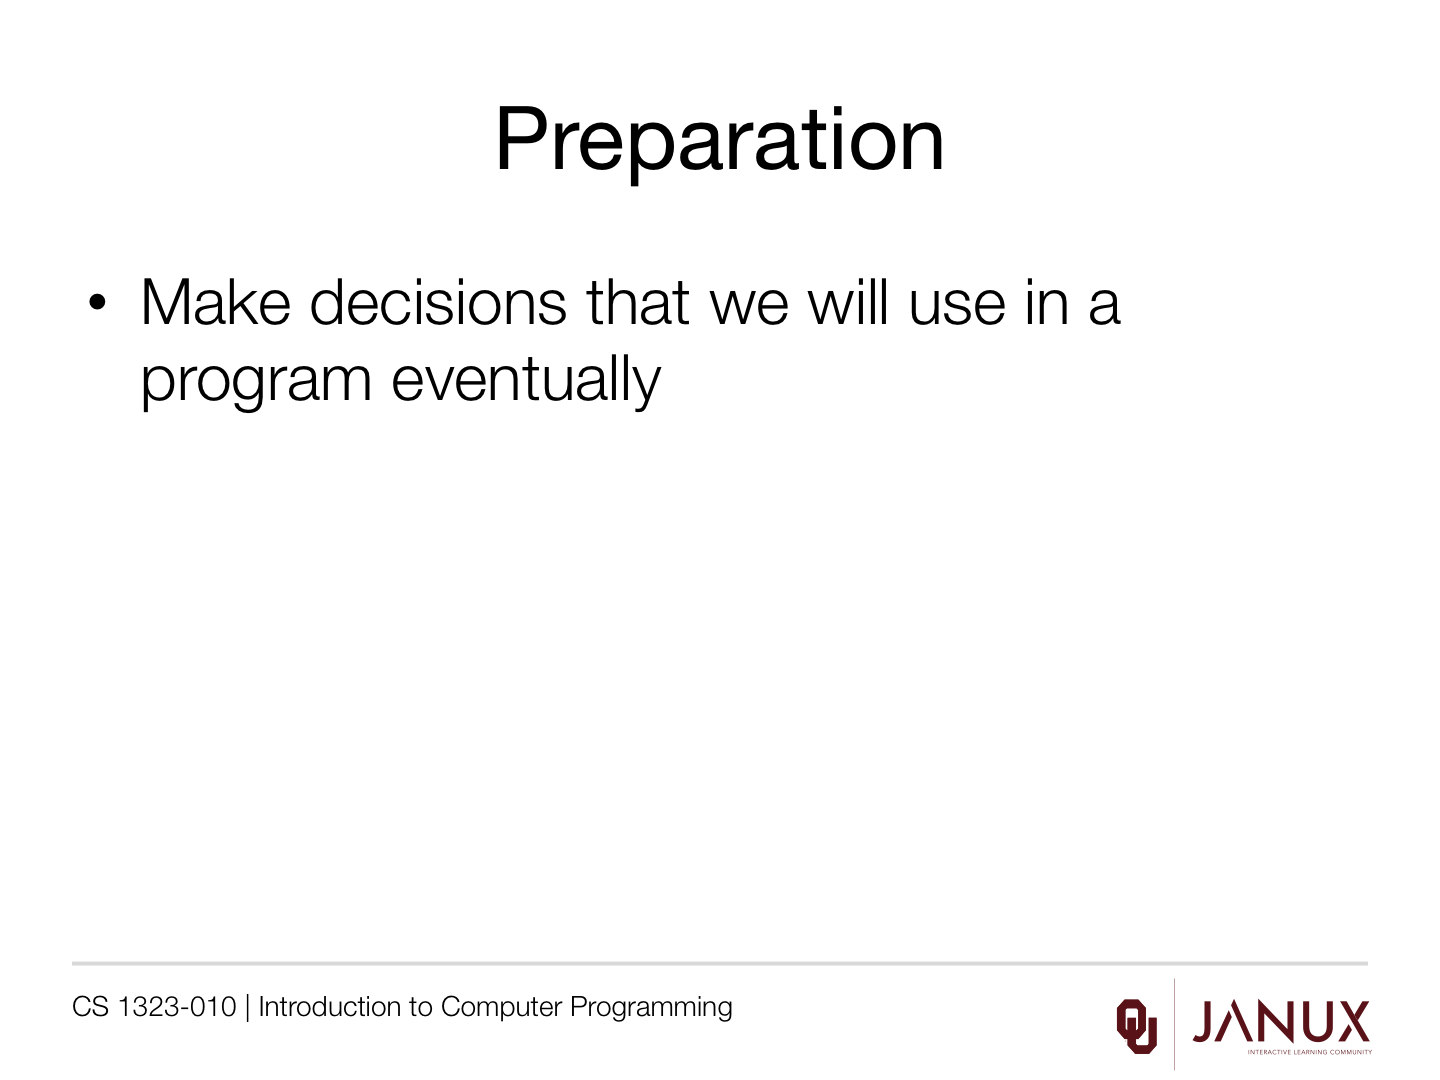 Preparation
• Make decisions that we will use in a
program eventually
CS 1323-010 | Introduction to Computer Programming
OU
JANUX
INTERACTIVE LEARNING COMMUNITY